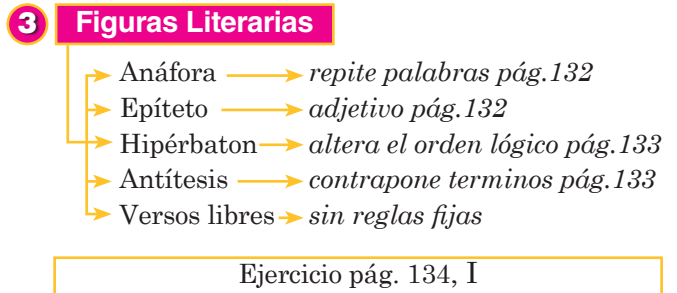 3 Figuras Literarias
Anáfora repite palabras pág.132
Epíteto adjetivo pág.132
Hipérbaton altera el orden lógico pág.133
Antítesis contrapone terminos pág.133
Versos libres sin reglas fijas
Ejercicio pág. 134, I